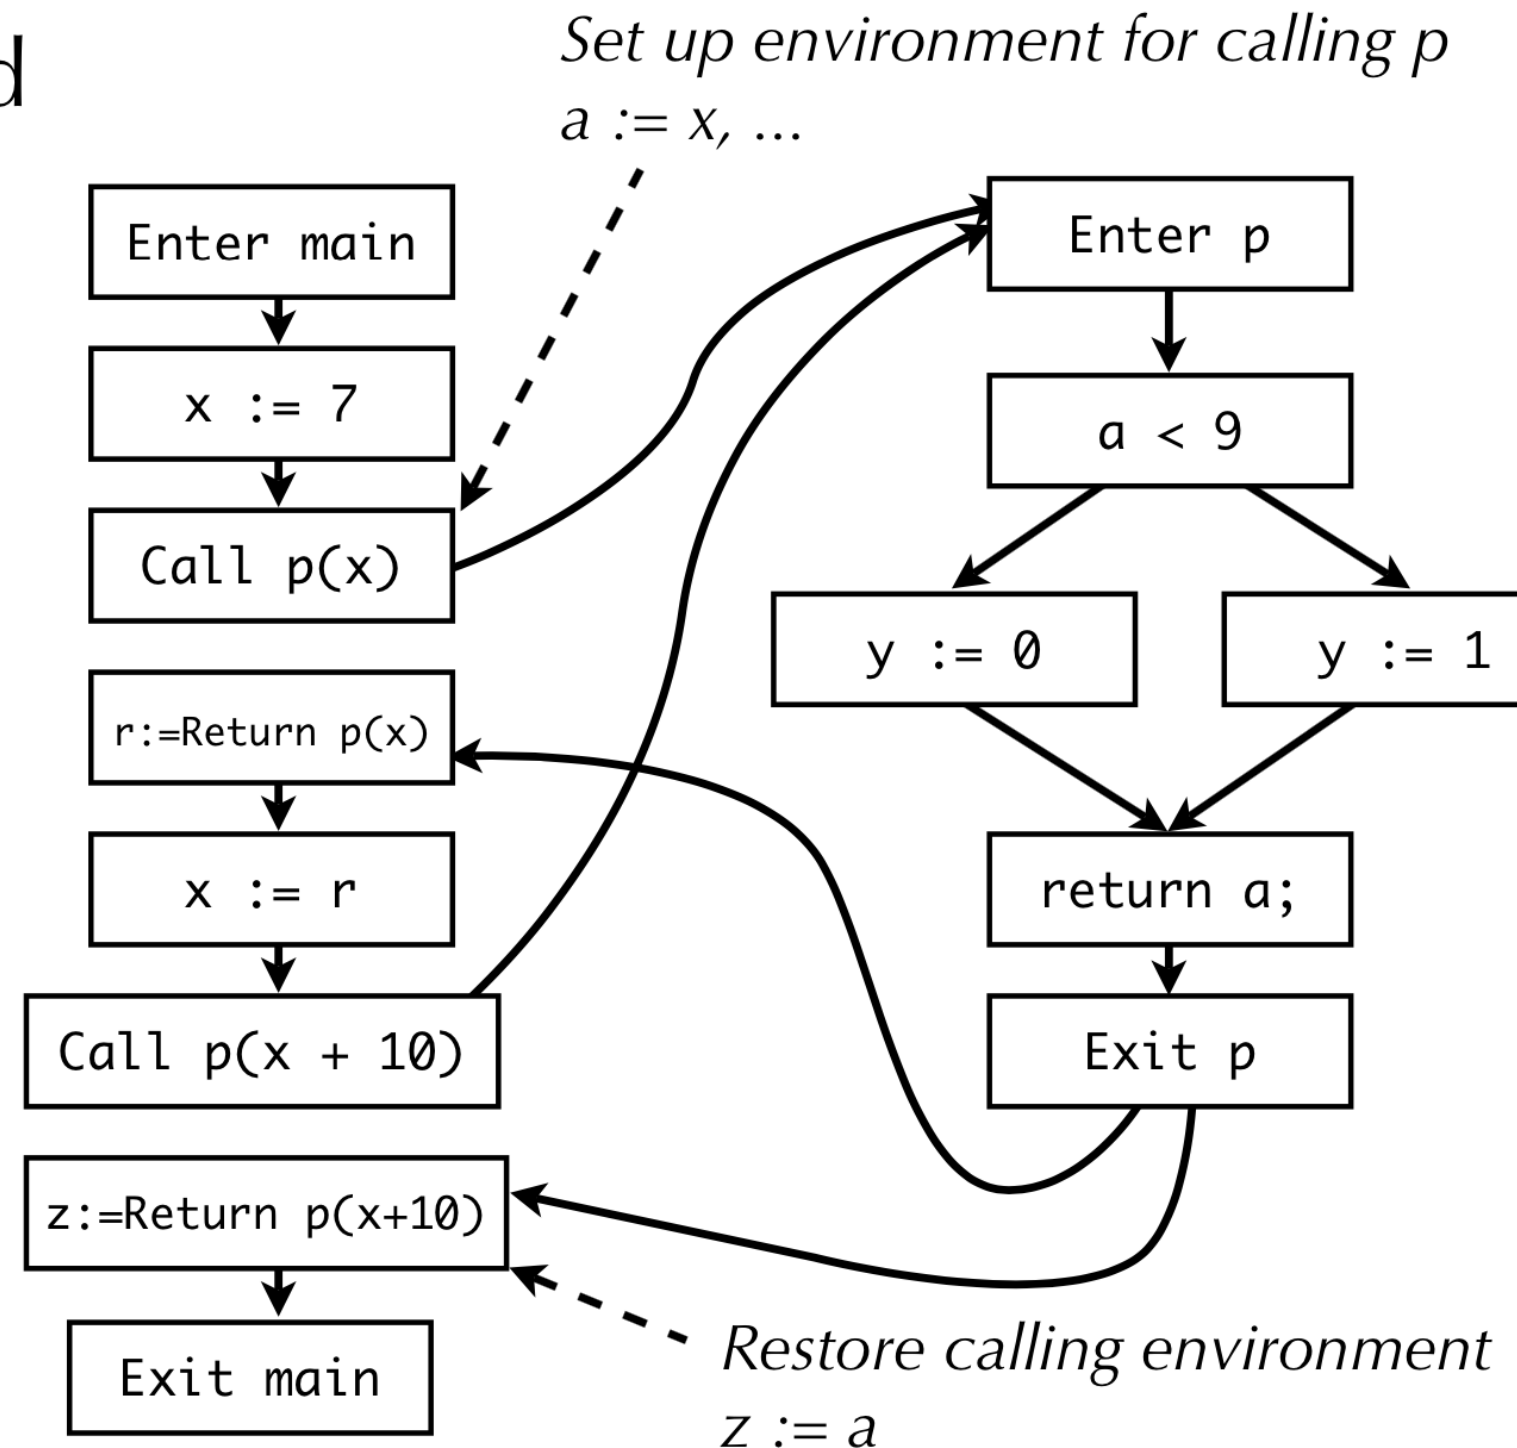 d
Set up environment for calling p
a := x, ...
Enter main
x := 7
Call p(x)
r:=Return p(x)
x := r
Call p(x + 10)
z:=Return p(x+10)
Exit main
Enter p
a < 9
y := 0
y := 1
return a;
Exit p
Restore calling environment
z := a